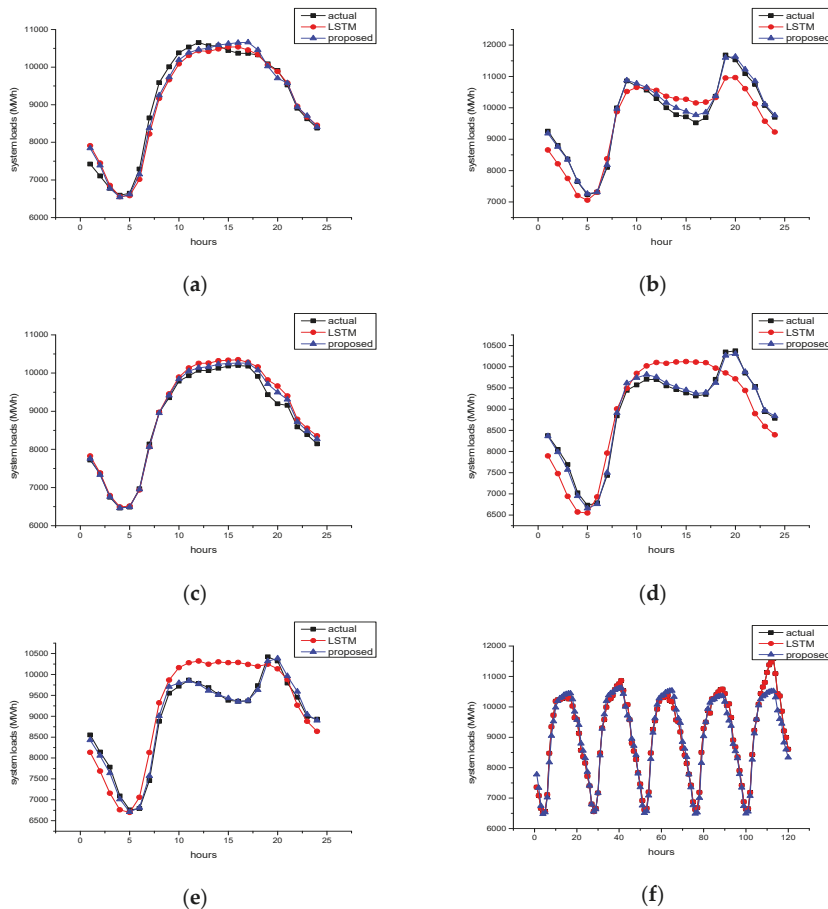 actual
LSTM
proposed
11000
10000
9000
8000
7000
6000
system loads (MWh)
0 5 10 15 20 25
hours
(a)
actual
LSTM
proposed
12000
11000
10000
9000
8000
7000
system loads (MWh)
0 5 10 15 20 25
hour
(b)
actual
LSTM
proposed
11000
10000
9000
8000
7000
6000
system loads (MWh)
0 5 10 15 20 25
hours
(c)
actual
LSTM
proposed
10500
10000
9500
9000
8500
8000
7500
7000
6500
system loads (MWh)
0 5 10 15 20 25
hours
(d)
actual
LSTM
proposed
10500
10000
9500
9000
8500
8000
7500
7000
6500
system loads (MWh)
0 5 10 15 20 25
hours
(e)
actual
LSTM
proposed
12000
11000
10000
9000
8000
7000
6000
system loads (MWh)
0 20 40 60 80 100 120
hours
(f)